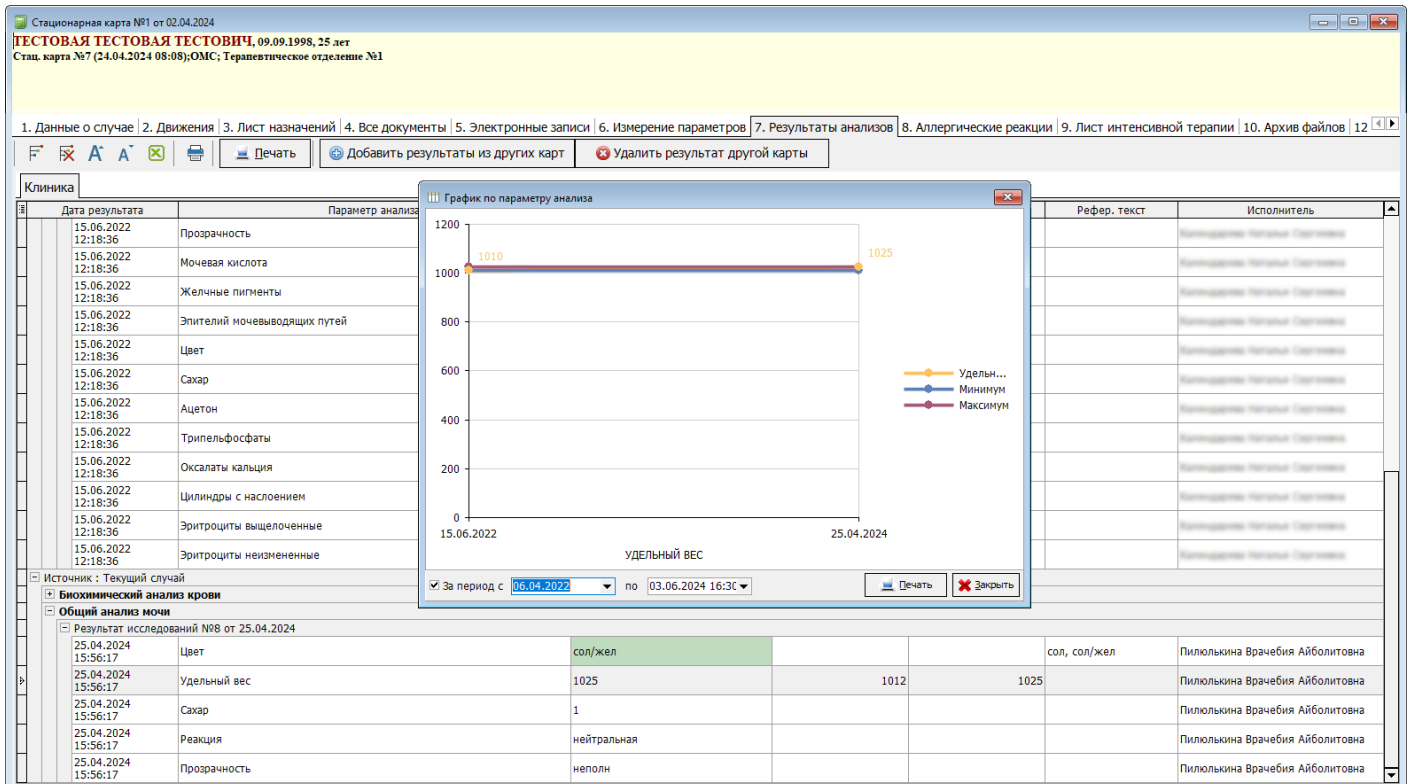 Стационарная карта №1 от 02.04.2024
ТЕСТОВАЯ ТЕСТОВАЯ ТЕСТОВИЧ, 09.09.1998, 25 лет
Стац. карта №7 (24.04.2024 08:08);ОМС; Терапевтическое отделение №1
1. Данные о случае 2. Движения 3. Лист назначений 4. Все документы 5. Электронные записи 6. Измерение параметров 7. Результаты анализов 8. Аллергические реакции 9. Лист интенсивной терапии 10. Архив файлов 12
Печать Добавить результаты из других карт Удалить результат другой карты
Клиника
Дата результата Параметр анализа Рефер. текст Исполнитель
15.06.2022 12:18:36 Прозрачность
15.06.2022 12:18:36 Мочевая кислота
15.06.2022 12:18:36 Желчные пигменты
15.06.2022 12:18:36 Эпителий мочевыводящих путей
15.06.2022 12:18:36 Цвет
15.06.2022 12:18:36 Сахар
15.06.2022 12:18:36 Ацетон
15.06.2022 12:18:36 Трипельфосфаты
15.06.2022 12:18:36 Оксалаты кальция
15.06.2022 12:18:36 Цилиндры с наслоением
15.06.2022 12:18:36 Эритроциты выщелоченные
15.06.2022 12:18:36 Эритроциты неизмененные
График по параметру анализа
1200
1010 1025
1000
800
600
400
200
0
15.06.2022 25.04.2024
УДЕЛЬНЫЙ ВЕС
Удельн...
Минимум
Максимум
За период с 06.04.2022 по 03.06.2024 16:30 Печать Закрыть
Источник : Текущий случай
Биохимический анализ крови
Общий анализ мочи
Результат исследований №8 от 25.04.2024
25.04.2024 15:56:17 Цвет сол/жел сол, сол/жел Пилюлькина Врачебия Айболитовна
25.04.2024 15:56:17 Удельный вес 1025 1012 1025 Пилюлькина Врачебия Айболитовна
25.04.2024 15:56:17 Сахар 1 Пилюлькина Врачебия Айболитовна
25.04.2024 15:56:17 Реакция нейтральная Пилюлькина Врачебия Айболитовна
25.04.2024 15:56:17 Прозрачность неполн Пилюлькина Врачебия Айболитовна